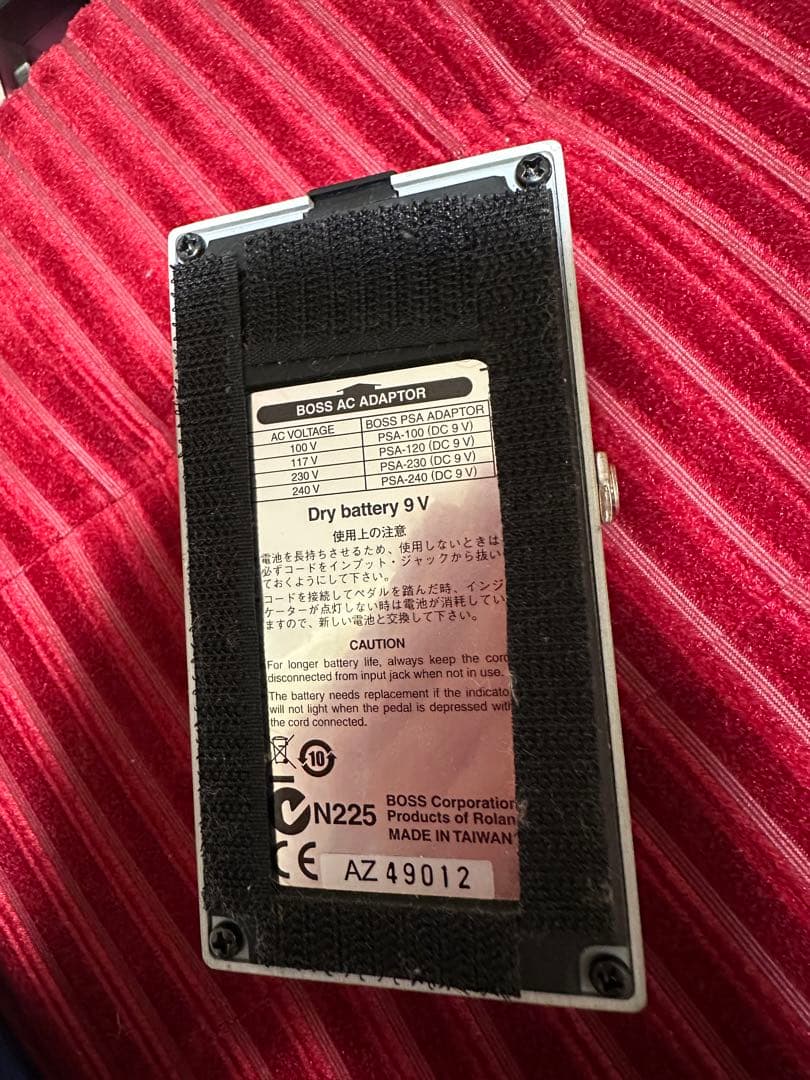 BOSS AC ADAPTOR
AC VOLTAGE BOSS PSA ADAPTOR
100 V PSA-100 (DC 9 V)
117 V PSA-120 (DC 9 V)
230 V PSA-230 (DC 9 V)
240 V PSA-240 (DC 9 V)
Dry battery 9 V
使用上の注意
電池を長持ちさせるため、使用しないときは
必ずコードをインプット・ジャックから抜い
ておくようにして下さい。
コードを接続してペダルを踏んだ時、インジ
ケーターが点灯しない時は電池が消耗してい
ますので、新しい電池と交換して下さい。
CAUTION
For longer battery life, always keep the cord
disconnected from input jack when not in use.
The battery needs replacement if the indicato
will not light when the pedal is depressed with
the cord connected.
10
N225
BOSS Corporation
Products of Rolan
MADE IN TAIWAN
CE
AZ 49012